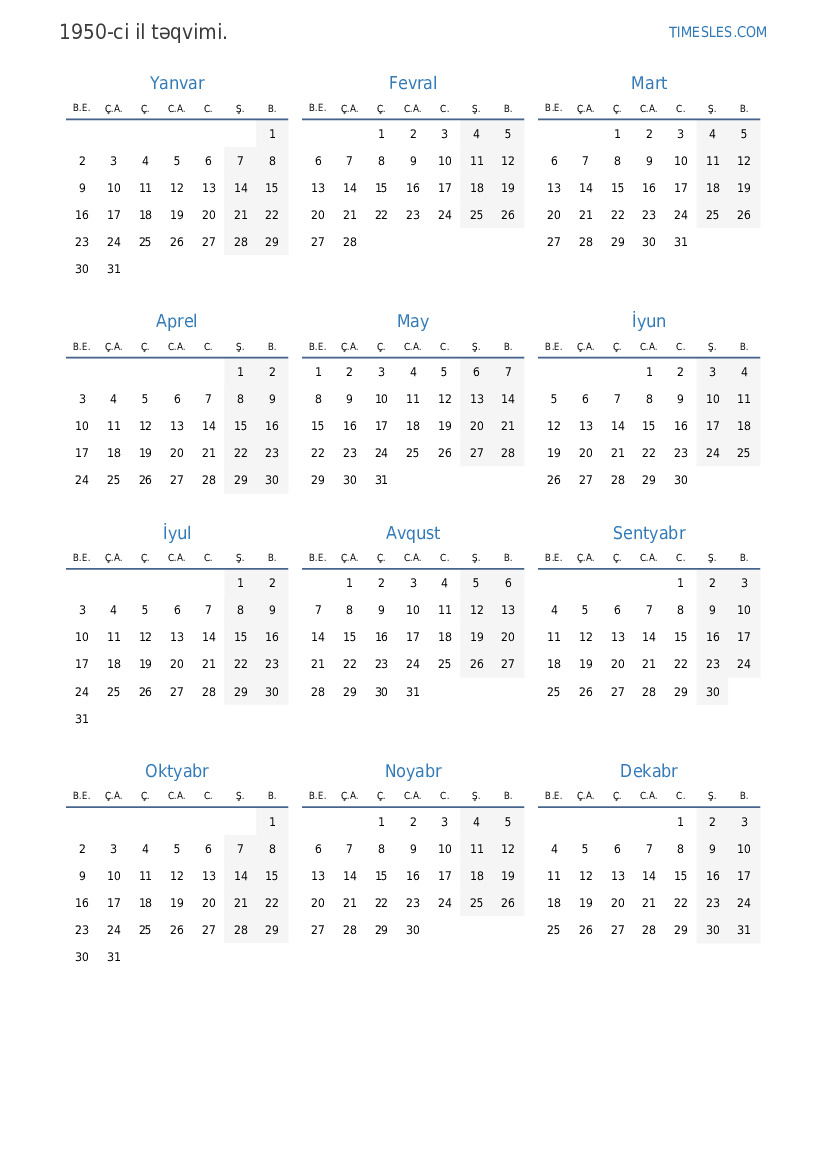 1950-ci il təqvimi. TIMESLES.COM
Yanvar Fevral Mart
B.E. Ç.A. Ç. C.A. C. Ş. B. B.E. Ç.A. Ç. C.A. C. Ş. B. B.E. Ç.A. Ç. C.A. C. Ş. B.
1 1 2 3 4 5 1 2 3 4 5
2 3 4 5 6 7 8 6 7 8 9 10 11 12 6 7 8 9 10 11 12
9 10 11 12 13 14 15 13 14 15 16 17 18 19 13 14 15 16 17 18 19
16 17 18 19 20 21 22 20 21 22 23 24 25 26 20 21 22 23 24 25 26
23 24 25 26 27 28 29 27 28 27 28 29 30 31
30 31
Aprel May İyun
B.E. Ç.A. Ç. C.A. C. Ş. B. B.E. Ç.A. Ç. C.A. C. Ş. B. B.E. Ç.A. Ç. C.A. C. Ş. B.
1 2 1 2 3 4 5 6 7 1 2 3 4
3 4 5 6 7 8 9 8 9 10 11 12 13 14 5 6 7 8 9 10 11
10 11 12 13 14 15 16 15 16 17 18 19 20 21 12 13 14 15 16 17 18
17 18 19 20 21 22 23 22 23 24 25 26 27 28 19 20 21 22 23 24 25
24 25 26 27 28 29 30 29 30 31 26 27 28 29 30
İyul Avqust Sentyabr
B.E. Ç.A. Ç. C.A. C. Ş. B. B.E. Ç.A. Ç. C.A. C. Ş. B. B.E. Ç.A. Ç. C.A. C. Ş. B.
1 2 1 2 3 4 5 6 1 2 3
3 4 5 6 7 8 9 7 8 9 10 11 12 13 4 5 6 7 8 9 10
10 11 12 13 14 15 16 14 15 16 17 18 19 20 11 12 13 14 15 16 17
17 18 19 20 21 22 23 21 22 23 24 25 26 27 18 19 20 21 22 23 24
24 25 26 27 28 29 30 28 29 30 31 25 26 27 28 29 30
31
Oktyabr Noyabr Dekabr
B.E. Ç.A. Ç. C.A. C. Ş. B. B.E. Ç.A. Ç. C.A. C. Ş. B. B.E. Ç.A. Ç. C.A. C. Ş. B.
1 1 2 3 4 5 1 2 3
2 3 4 5 6 7 8 6 7 8 9 10 11 12 4 5 6 7 8 9 10
9 10 11 12 13 14 15 13 14 15 16 17 18 19 11 12 13 14 15 16 17
16 17 18 19 20 21 22 20 21 22 23 24 25 26 18 19 20 21 22 23 24
23 24 25 26 27 28 29 27 28 29 30 25 26 27 28 29 30 31
30 31